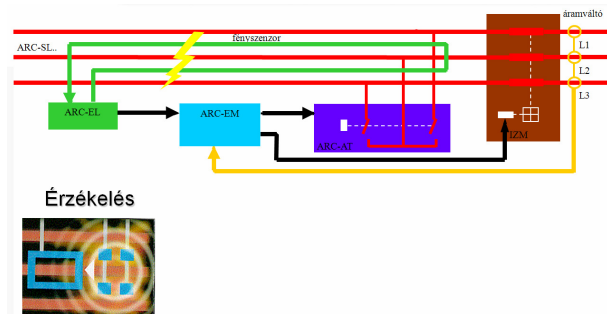 áramváltó
fényszenzor
ARC-SL..
L1
L2
L3
ARC-EL
ARC-EM
ARC-AT
IZM
Érzékelés